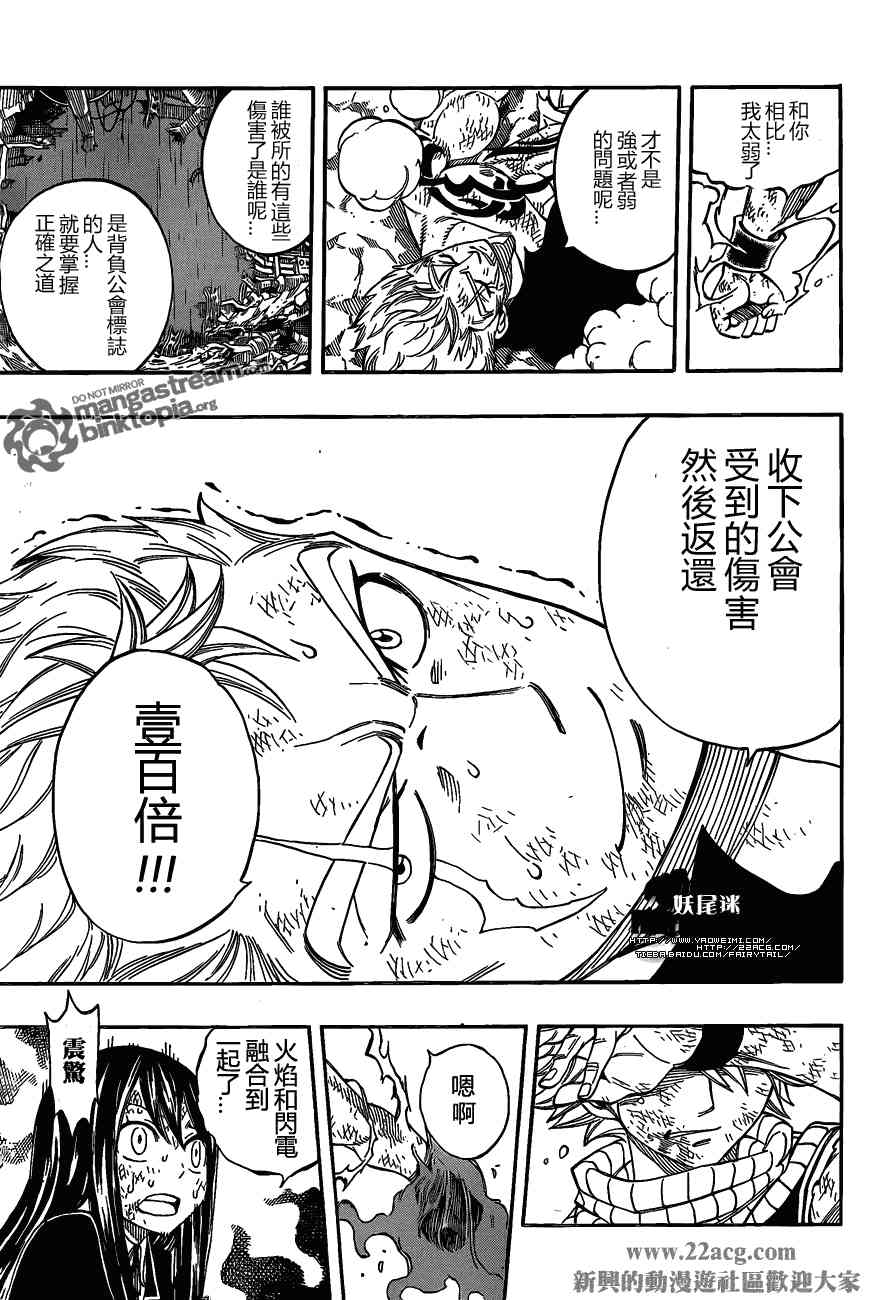 和你
相比…
我太弱了
才不是
強或者弱
的問題呢…
誰被所的有這些
傷害了是誰呢…
是背負公會標誌
的人…
就要掌握
正確之道
DO NOT MIRROR
mangastream.com
binktopia.org
收下公會
受到的傷害
然後返還
壹百倍
!!!
妖尾迷
HTTP://WWW.YAOWEIMI.COM/
HTTP://22ACG.COM/
TIEBA.BAIDU.COM/FAIRYTAIL/
嗯啊
火焰和閃電
融合到
一起了…
震驚
www.22acg.com
新興的動漫遊社區歡迎大家